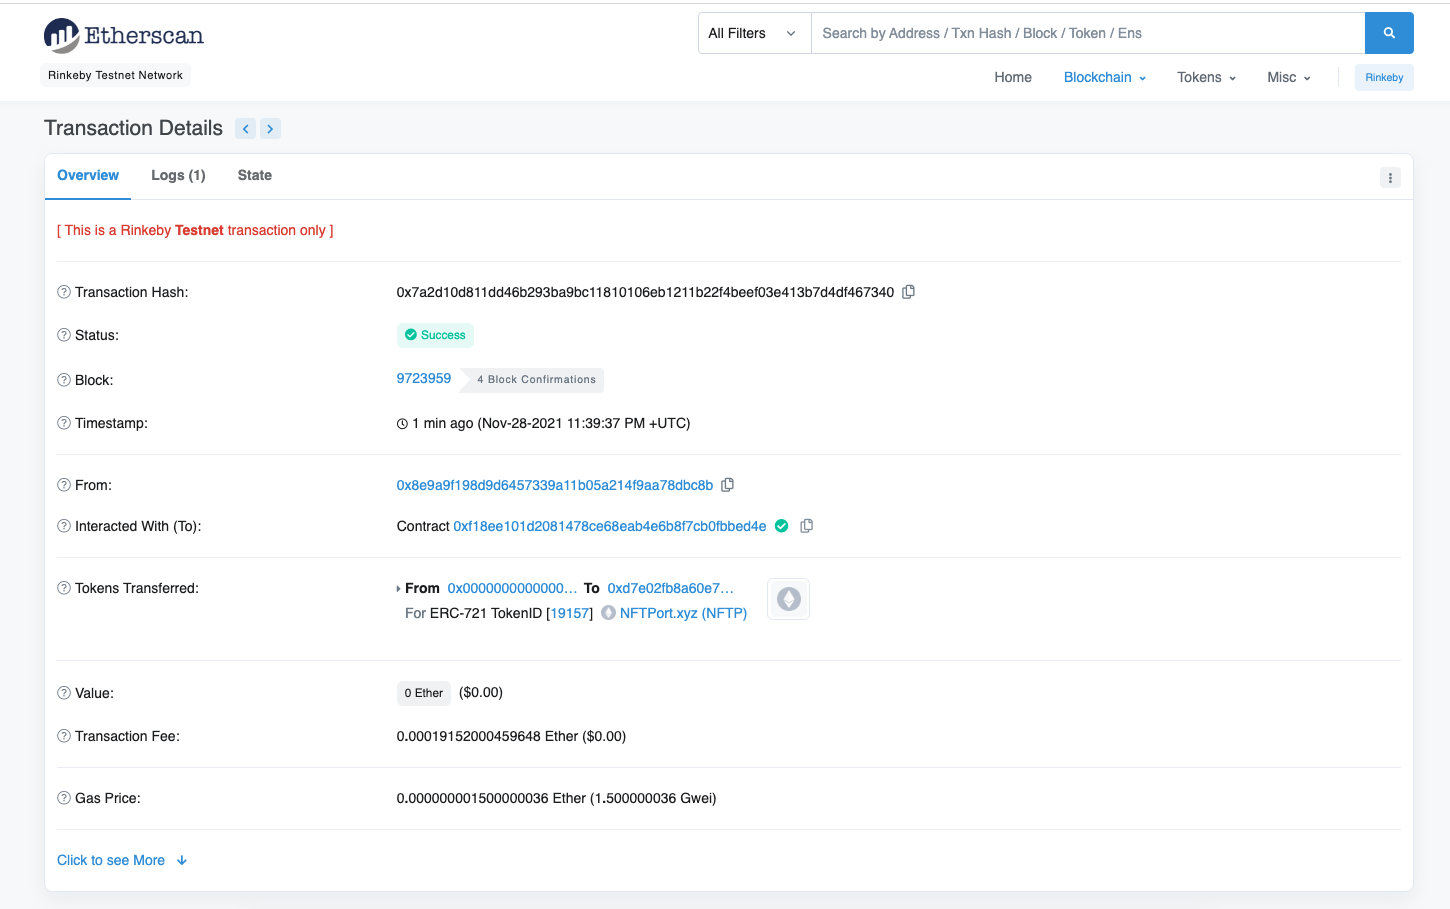 Etherscan
All Filters
Search by Address / Txn Hash / Block / Token / Ens
Rinkeby Testnet Network
Home Blockchain Tokens Misc Rinkeby
Transaction Details
Overview Logs (1) State
[ This is a Rinkeby Testnet transaction only ]
Transaction Hash: 0x7a2d10d811dd46b293ba9bc11810106eb1211b22f4beef03e413b7d4df467340
Status: Success
Block: 9723959 4 Block Confirmations
Timestamp: 1 min ago (Nov-28-2021 11:39:37 PM +UTC)
From: 0x8e9a9f198d9d6457339a11b05a214f9aa78dbc8b
Interacted With (To): Contract 0xf18ee101d2081478ce68eab4e6b8f7cb0fbbed4e
Tokens Transferred: From 0x0000000000000... To 0xd7e02fb8a60e7...
For ERC-721 TokenID [19157] NFTPort.xyz (NFTP)
Value: 0 Ether ($0.00)
Transaction Fee: 0.00019152000459648 Ether ($0.00)
Gas Price: 0.000000001500000036 Ether (1.500000036 Gwei)
Click to see More